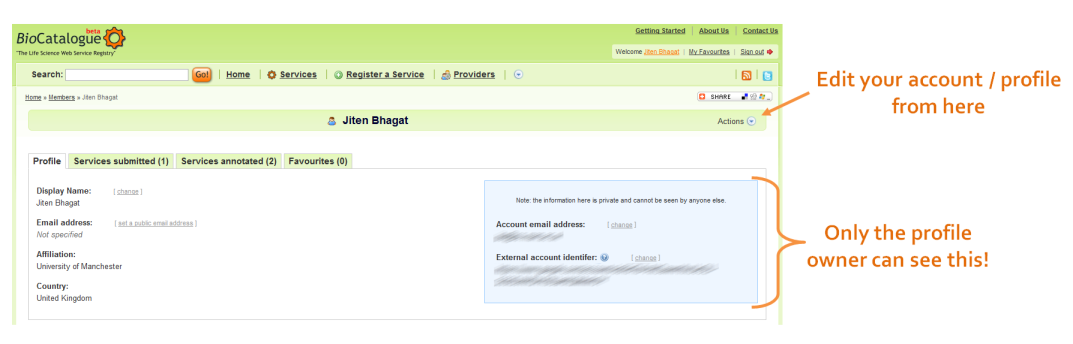 Getting Started | About Us | Contact Us
beta
BioCatalogue
"The Life Science Web Service Registry"
Welcome Jiten Bhagat | My Favourites | Sign out
Search: Go! | Home | Services | Register a Service | Providers |
Home » Members » Jiten Bhagat
SHARE
Jiten Bhagat
Actions
Edit your account / profile
from here
Profile Services submitted (1) Services annotated (2) Favourites (0)
Display Name: [ change ]
Jiten Bhagat
Email address: [ set a public email address ]
Not specified
Affiliation:
University of Manchester
Country:
United Kingdom
Note: the information here is private and cannot be seen by anyone else.
Account email address: [ change ]
External account identifer: [ change ]
Only the profile
owner can see this!